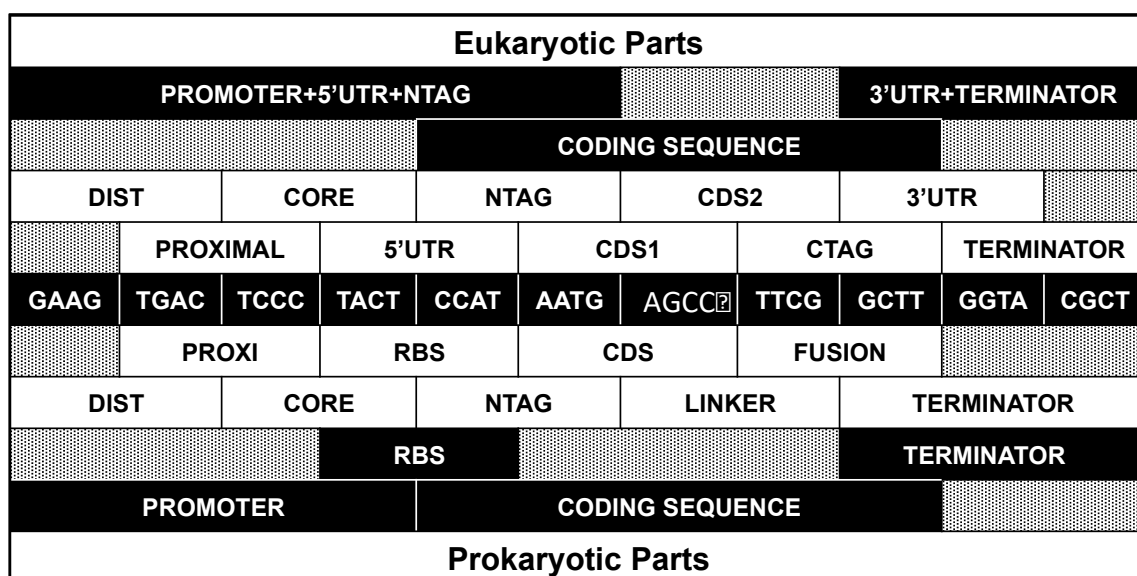 Eukaryotic Parts
PROMOTER+5'UTR+NTAG 3'UTR+TERMINATOR
CODING SEQUENCE
DIST CORE NTAG CDS2 3'UTR
PROXIMAL 5'UTR CDS1 CTAG TERMINATOR
GAAG TGAC TCCC TACT CCAT AATG AGCC⍰ TTCG GCTT GGTA CGCT
PROXI RBS CDS FUSION
DIST CORE NTAG LINKER TERMINATOR
RBS TERMINATOR
PROMOTER CODING SEQUENCE
Prokaryotic Parts